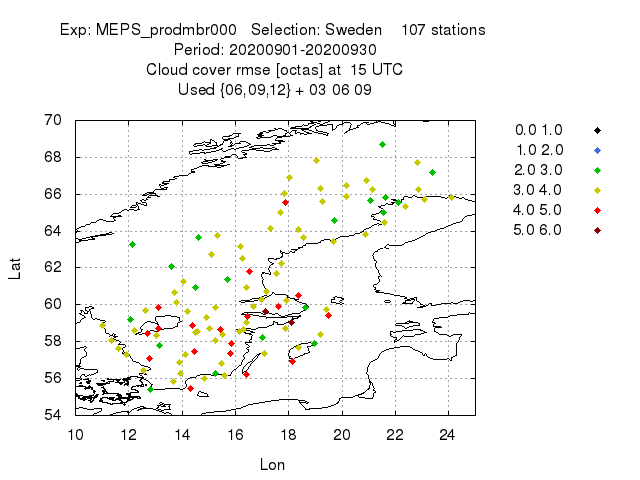 Exp: MEPS_prodmbr000 Selection: Sweden 107 stations
Period: 20200901-20200930
Cloud cover rmse [octas] at 15 UTC
Used {06,09,12} + 03 06 09
70
68
66
64
62
60
58
56
54
Lat
10 12 14 16 18 20 22 24
Lon
0.0 1.0
1.0 2.0
2.0 3.0
3.0 4.0
4.0 5.0
5.0 6.0